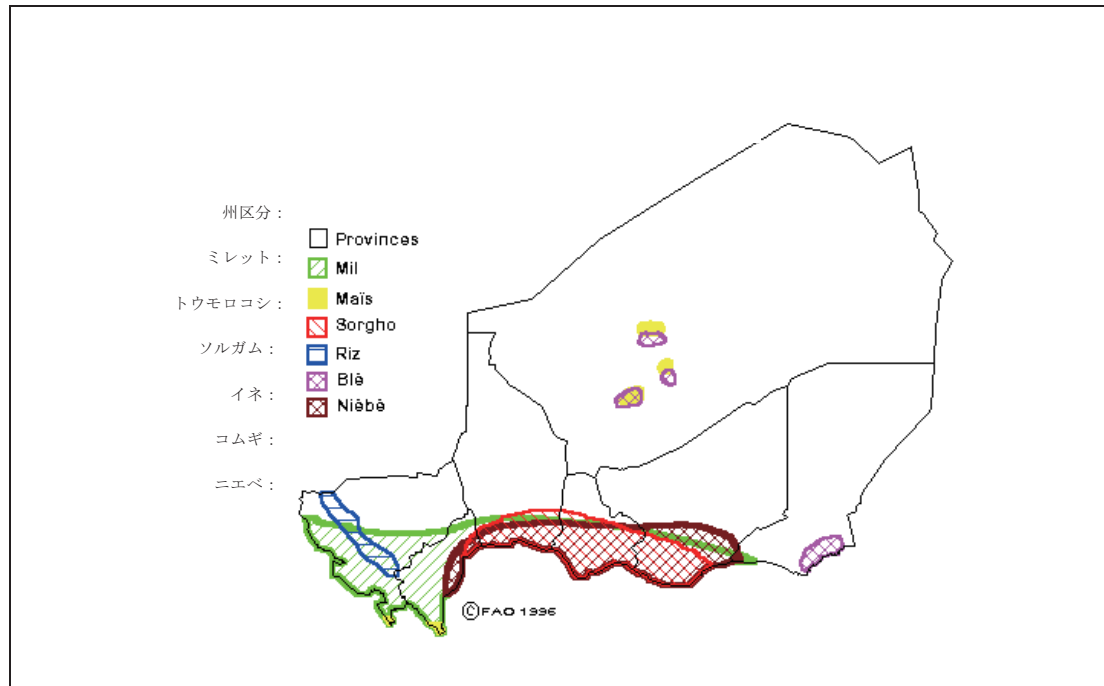 州区分：
ミレット：
トウモロコシ：
ソルガム：
イネ：
コムギ：
ニエベ：
Provinces
Mil
Maïs
Sorgho
Riz
Blé
Niébé
©FAO 1996